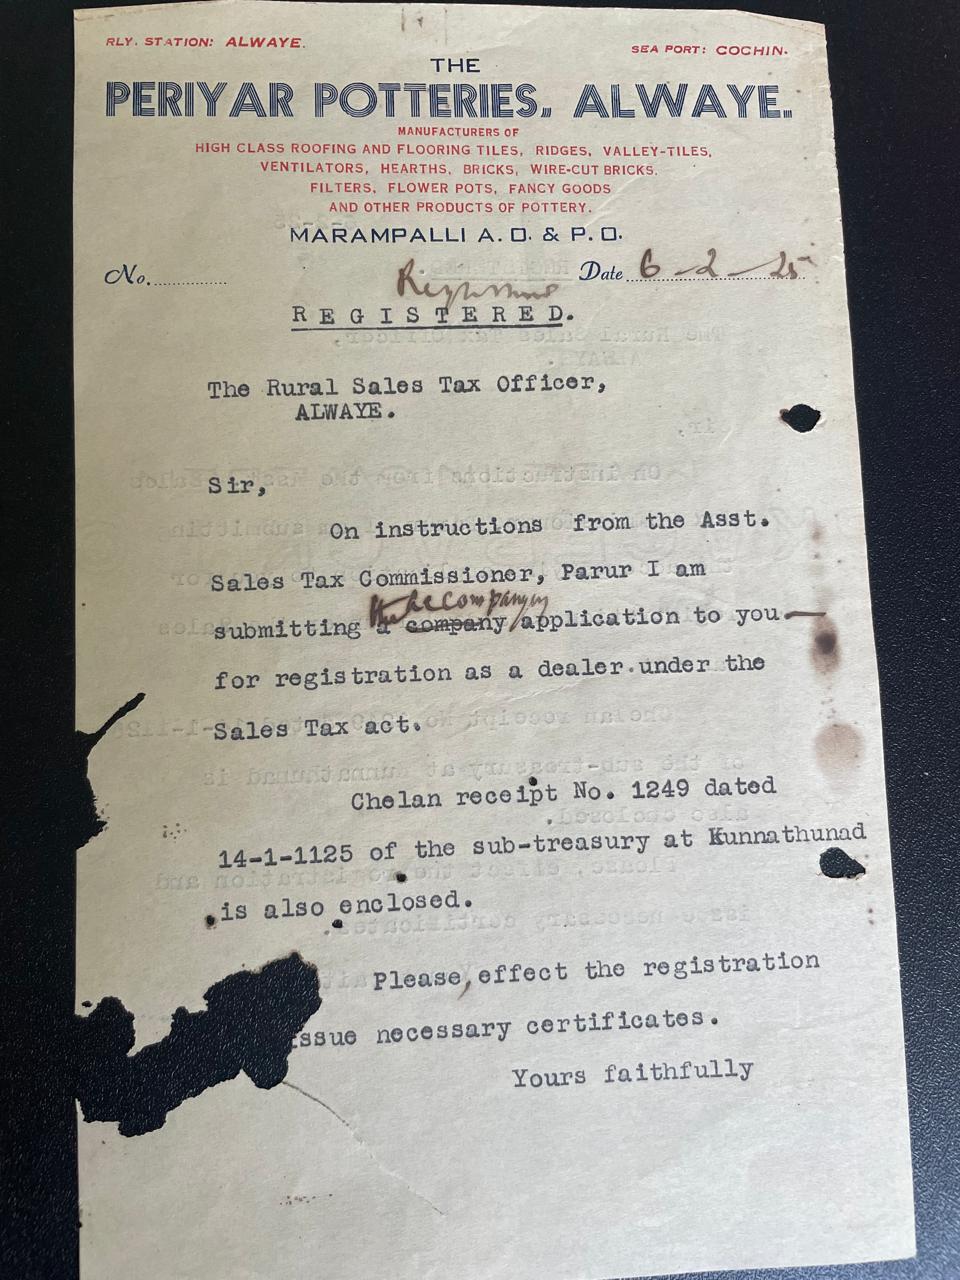 RLY. STATION: ALWAYE.
SEA PORT: COCHIN.
THE
PERIYAR POTTERIES, ALWAYE.
MANUFACTURERS OF
HIGH CLASS ROOFING AND FLOORING TILES, RIDGES, VALLEY-TILES,
VENTILATORS, HEARTHS, BRICKS, WIRE-CUT BRICKS.
FILTERS, FLOWER POTS, FANCY GOODS
AND OTHER PRODUCTS OF POTTERY.
MARAMPALLI A. O. & P. O.
No.
Date 6-2-25
REGISTERED.
The Rural Sales Tax Officer,
ALWAYE.
Sir,
On instructions from the Asst.
Sales Tax Commissioner, Parur I am
the accompanying
submitting a company application to you
for registration as a dealer under the
Sales Tax act.
Chelan receipt No. 1249 dated
14-1-1125 of the sub-treasury at Kunnathunad
is also enclosed.
Please, effect the registration
issue necessary certificates.
Yours faithfully